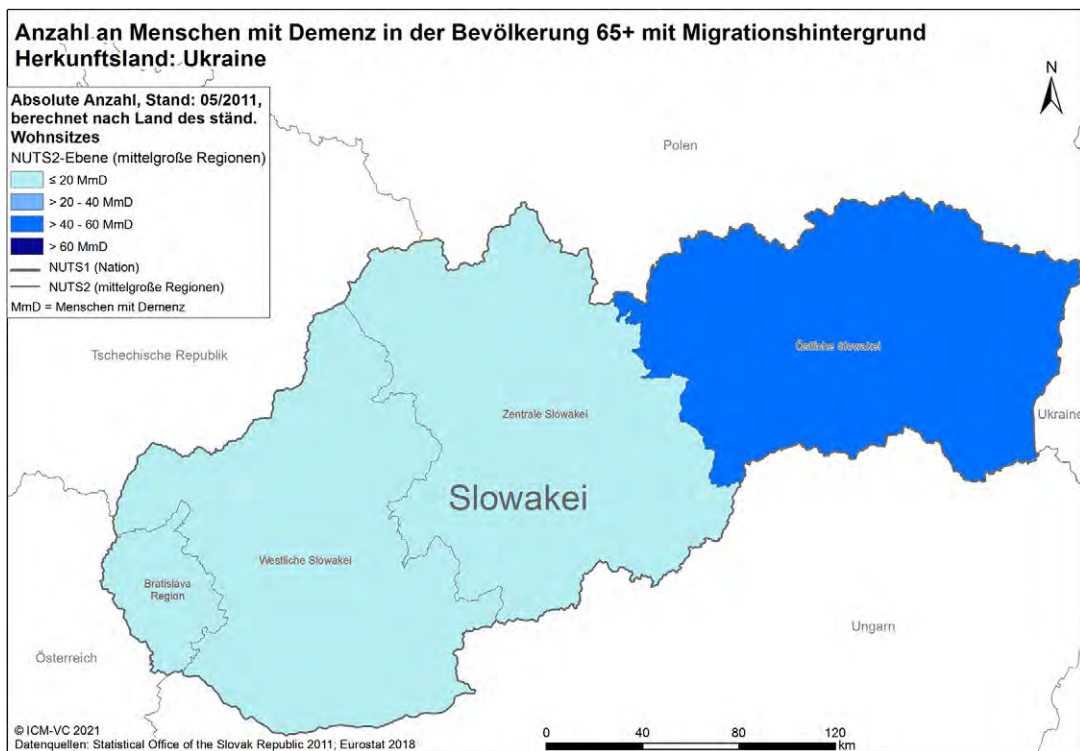 Anzahl an Menschen mit Demenz in der Bevölkerung 65+ mit Migrationshintergrund
Herkunftsland: Ukraine
N
Absolute Anzahl, Stand: 05/2011,
berechnet nach Land des ständ.
Wohnsitzes
NUTS2-Ebene (mittelgroße Regionen)
≤ 20 MmD
> 20 - 40 MmD
> 40 - 60 MmD
> 60 MmD
NUTS1 (Nation)
NUTS2 (mittelgroße Regionen)
MmD = Menschen mit Demenz
Polen
Tschechische Republik
Östliche Slowakei
Zentrale Slowakei
Ukraine
Slowakei
Westliche Slowakei
Bratislava
Region
Ungarn
Österreich
© ICM-VC 2021
Datenquellen: Statistical Office of the Slovak Republic 2011; Eurostat 2018
0 40 80 120
km